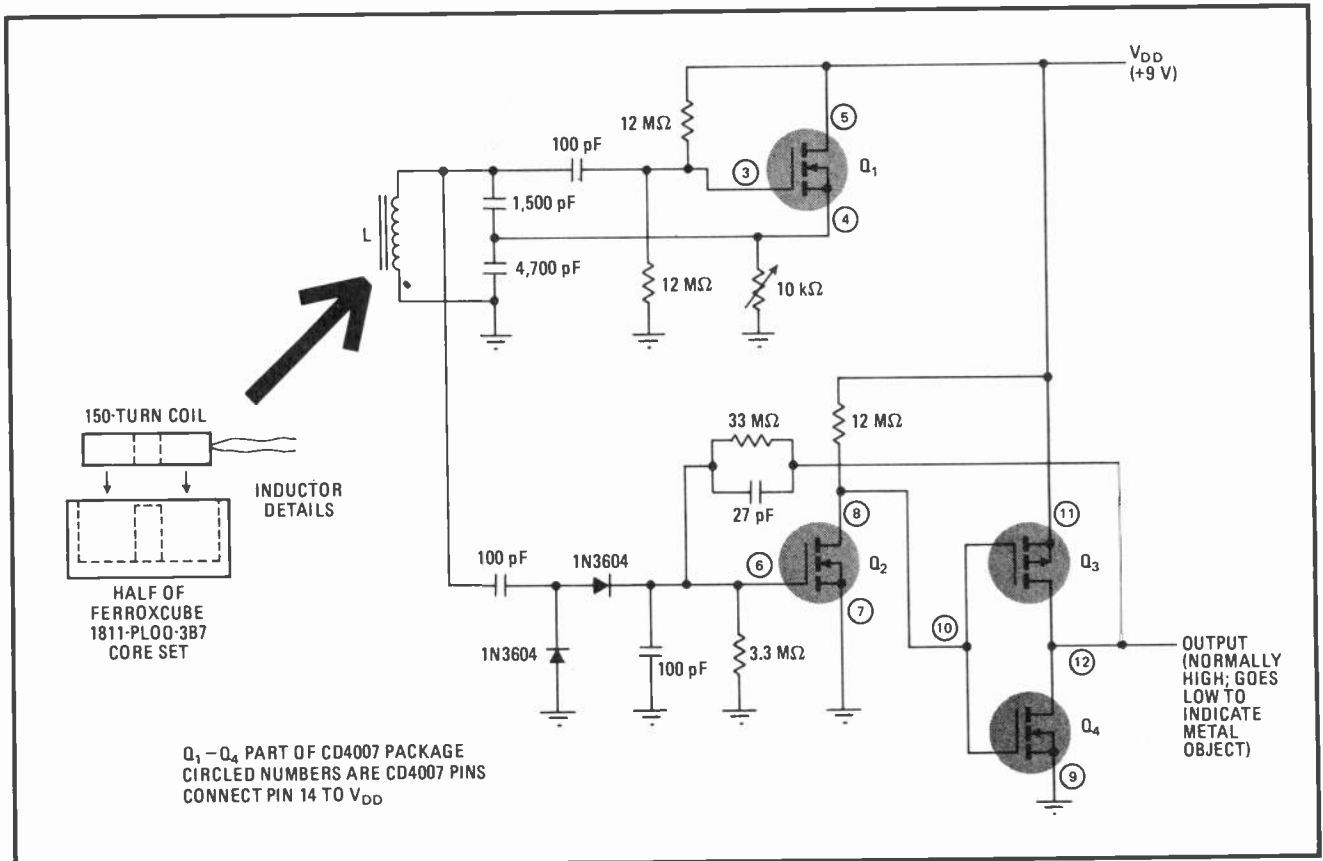 VDD
(+9 V)
12 MΩ
5
100 pF
3
Q1
4
1,500 pF
L
4,700 pF
12 MΩ
10 kΩ
150-TURN COIL
INDUCTOR
DETAILS
HALF OF
FERROXCUBE
1811-PLOO-3B7
CORE SET
33 MΩ
27 pF
12 MΩ
8
11
100 pF
1N3604
6
Q2
7
Q3
10
1N3604
100 pF
3.3 MΩ
12
OUTPUT
(NORMALLY
HIGH; GOES
LOW TO
INDICATE
METAL
OBJECT)
Q4
9
Q1–Q4 PART OF CD4007 PACKAGE
CIRCLED NUMBERS ARE CD4007 PINS
CONNECT PIN 14 TO VDD